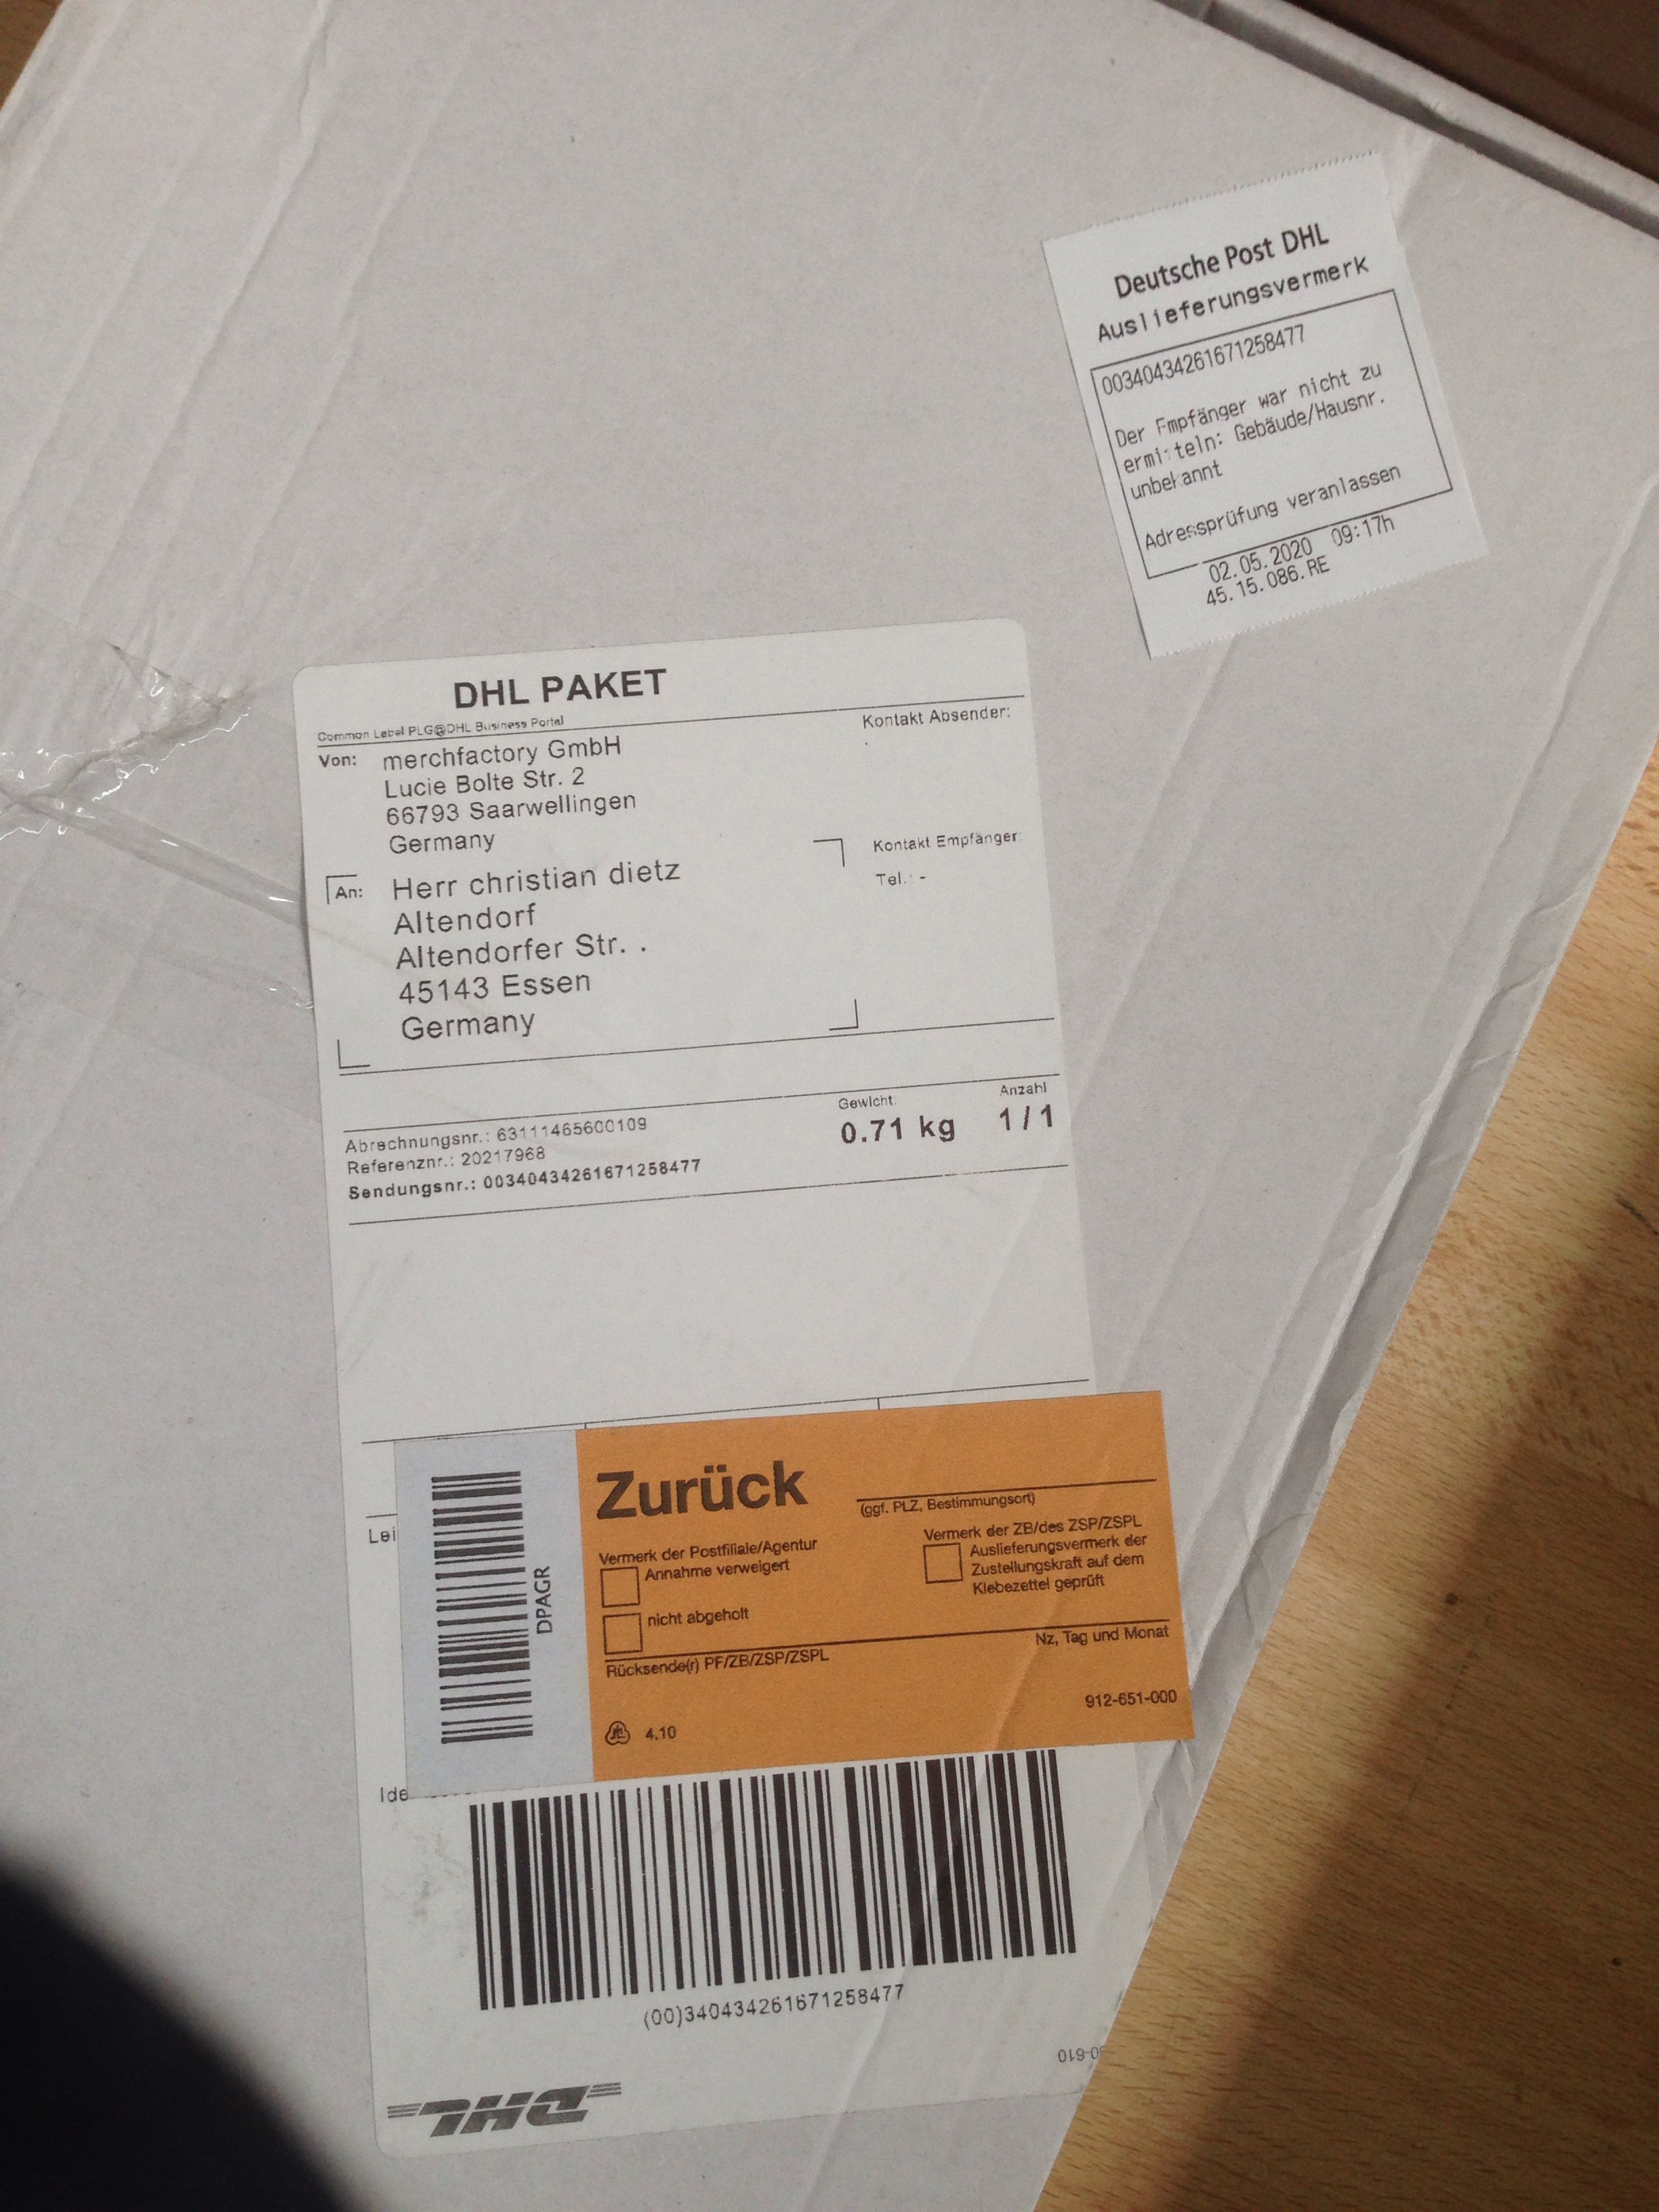 Deutsche Post DHL
Auslieferungsvermerk
00340434261671258477
Der Empfänger war nicht zu
ermitteln: Gebäude/Hausnr.
unbekannt
Adressprüfung veranlassen
02.05.2020 09:17h
45.15.086.RE
DHL PAKET
Common Label PLG@DHL Business Portal
Kontakt Absender:
Von: merchfactory GmbH
Lucie Bolte Str. 2
66793 Saarwellingen
Germany
Kontakt Empfänger:
Tel.: -
An: Herr christian dietz
Altendorf
Altendorfer Str. .
45143 Essen
Germany
Abrechnungsnr.: 63111465600109
Referenznr.: 20217968
Sendungsnr.: 00340434261671258477
Gewicht:
0.71 kg
Anzahl
1 / 1
Lei
DPAGR
Zurück
(ggf. PLZ, Bestimmungsort)
Vermerk der Postfiliale/Agentur
Annahme verweigert
nicht abgeholt
Vermerk der ZB/des ZSP/ZSPL
Auslieferungsvermerk der
Zustellungskraft auf dem
Klebezettel geprüft
Rücksende(r) PF/ZB/ZSP/ZSPL
Nz, Tag und Monat
912-651-000
4.10
Ide
(00)340434261671258477
DHL